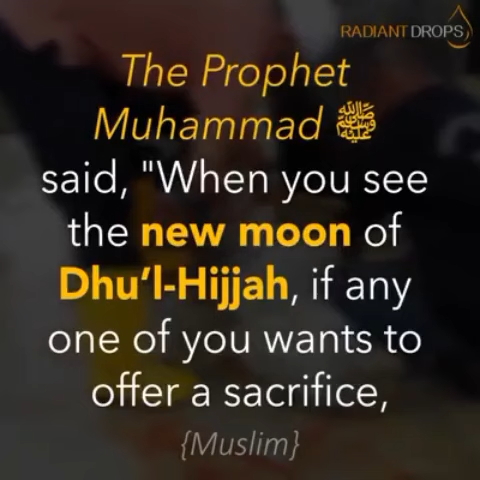 RADIANT DROPS
The Prophet
Muhammad ﷺ
said, "When you see
the new moon of
Dhu’l-Hijjah, if any
one of you wants to
offer a sacrifice,
{Muslim}